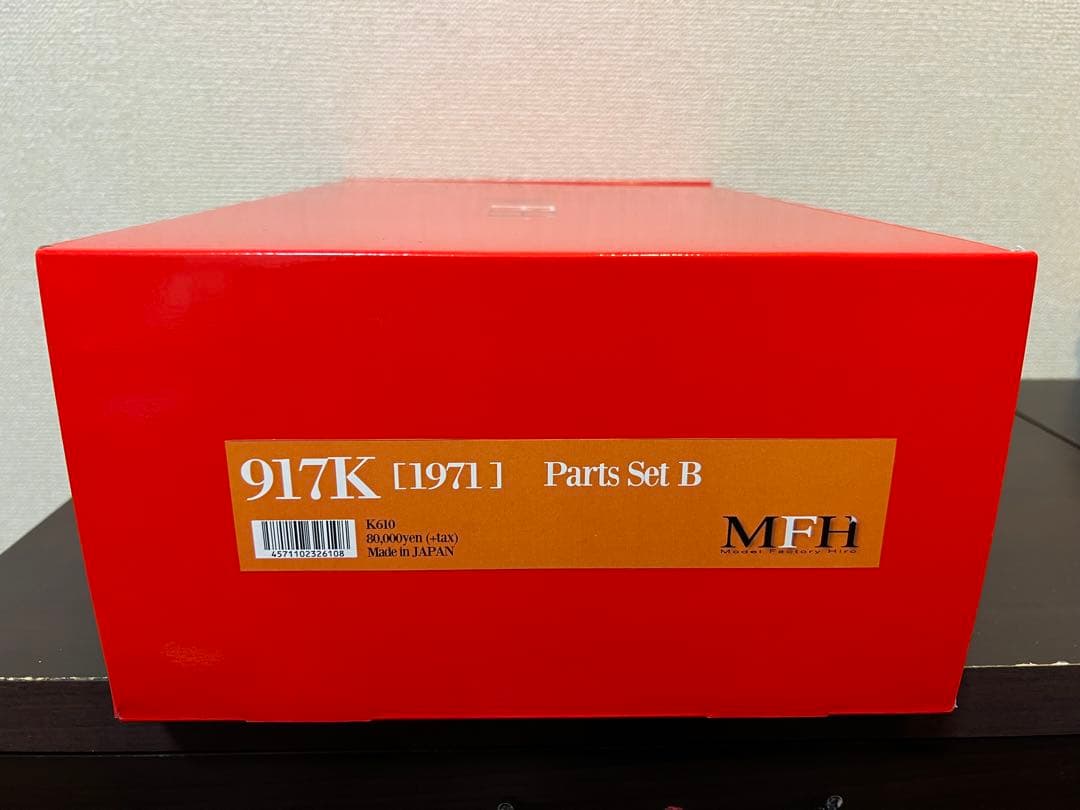 917K [1971] Parts Set B
K610
80,000yen (+tax)
Made in JAPAN
4571102326108
MFH
Model Factory Hiro